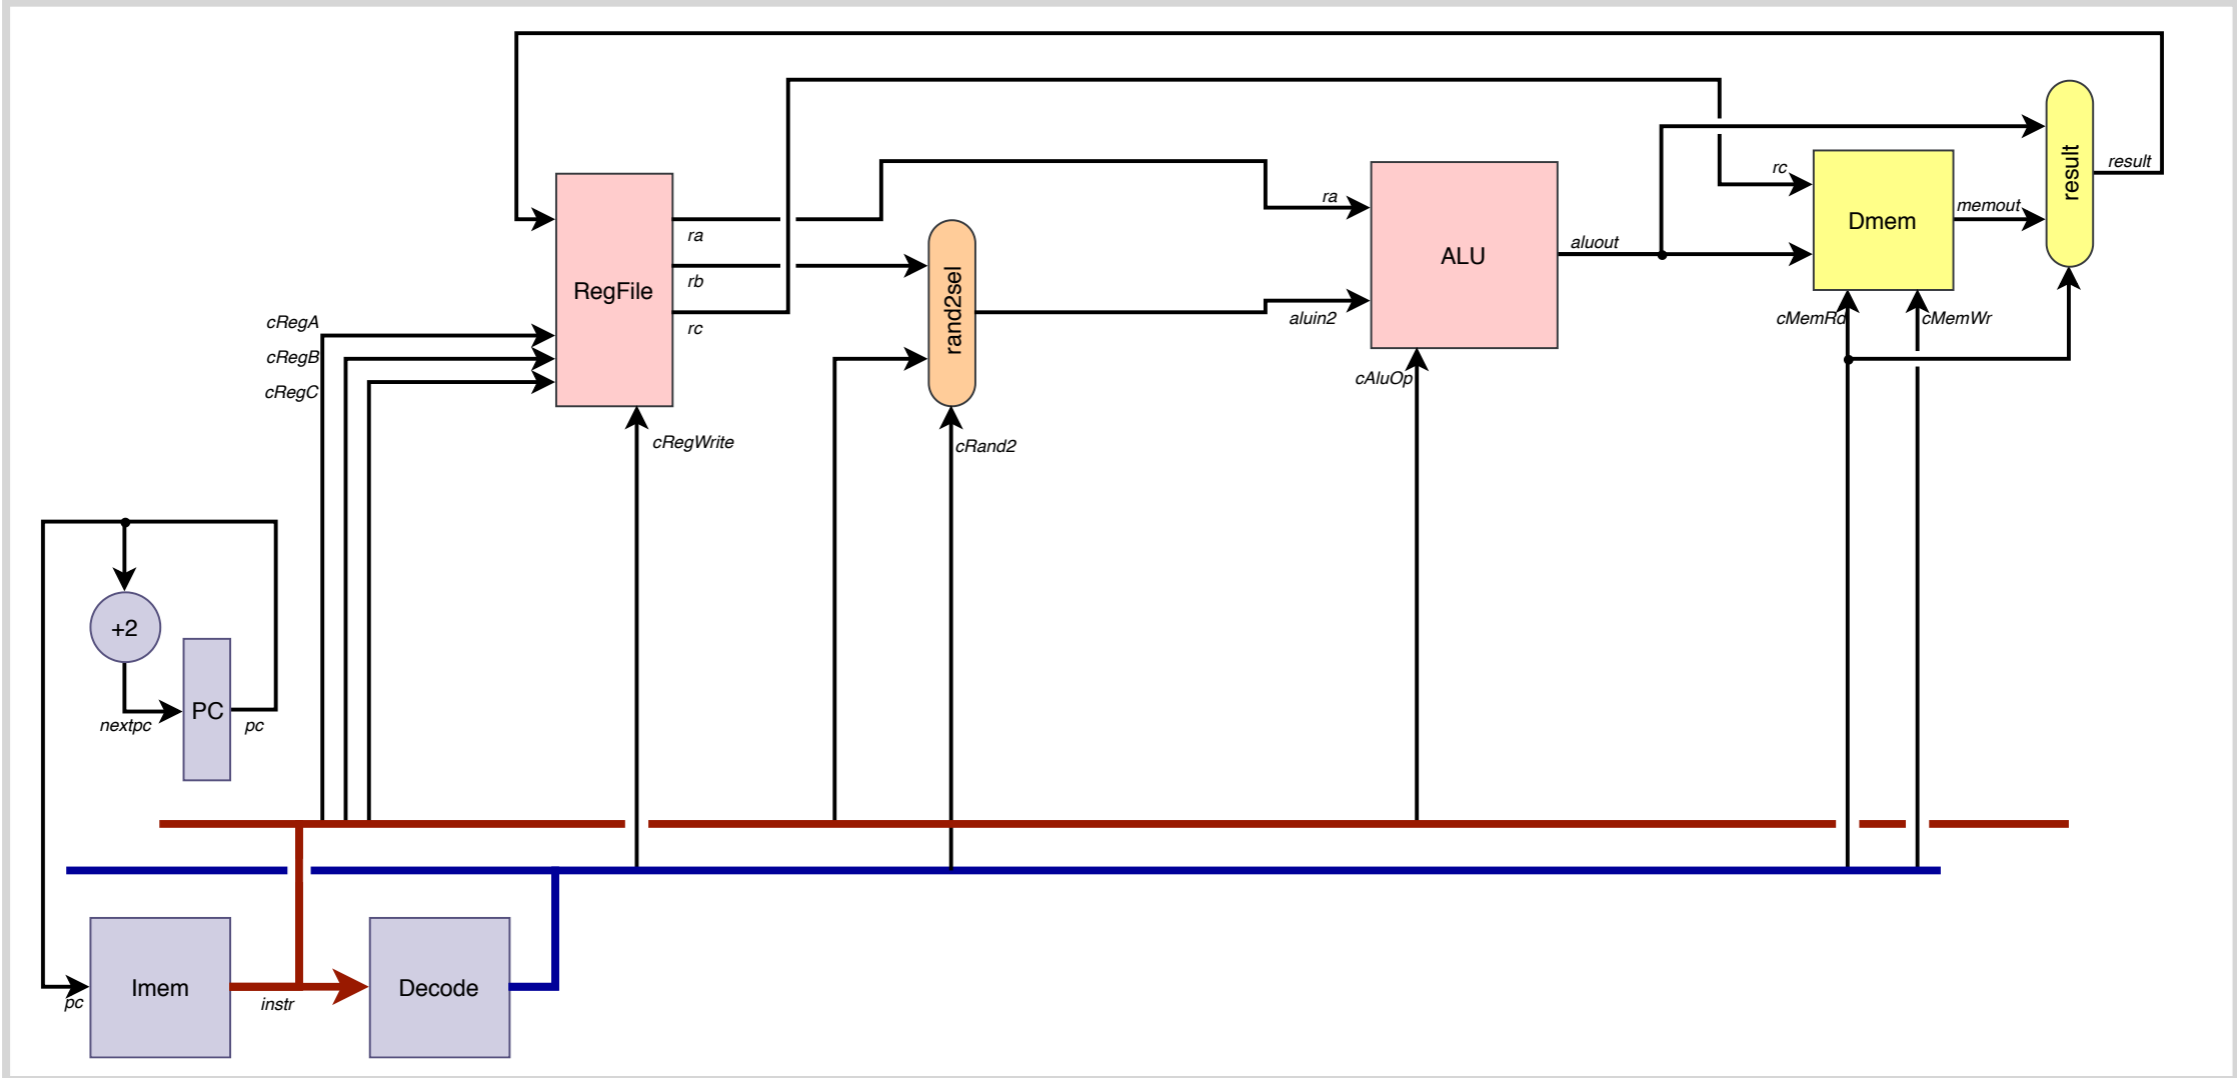 result
rc
result
memout
Dmem
ra
ALU
aluout
aluin2
cMemRd
cMemWr
cAluOp
RegFile
ra
rb
rc
rand2sel
cRegA
cRegB
cRegC
cRegWrite
cRand2
+2
PC
nextpc
pc
Imem
Decode
pc
instr